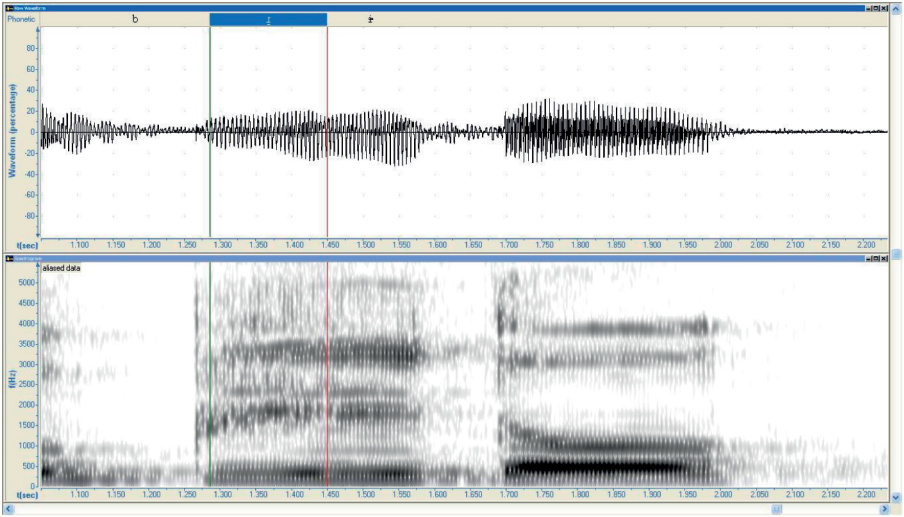 Raw Waveform
Phonetic b ɨ
Waveform (percentage)
80
60
40
20
0
-20
-40
-60
-80
t(sec) 1.100 1.150 1.200 1.250 1.300 1.350 1.400 1.450 1.500 1.550 1.600 1.650 1.700 1.750 1.800 1.850 1.900 1.950 2.000 2.050 2.100 2.150 2.200
Spectrogram
aliased data
f(Hz)
5000
4500
4000
3500
3000
2500
2000
1500
1000
500
0
t(sec) 1.100 1.150 1.200 1.250 1.300 1.350 1.400 1.450 1.500 1.550 1.600 1.650 1.700 1.750 1.800 1.850 1.900 1.950 2.000 2.050 2.100 2.150 2.200